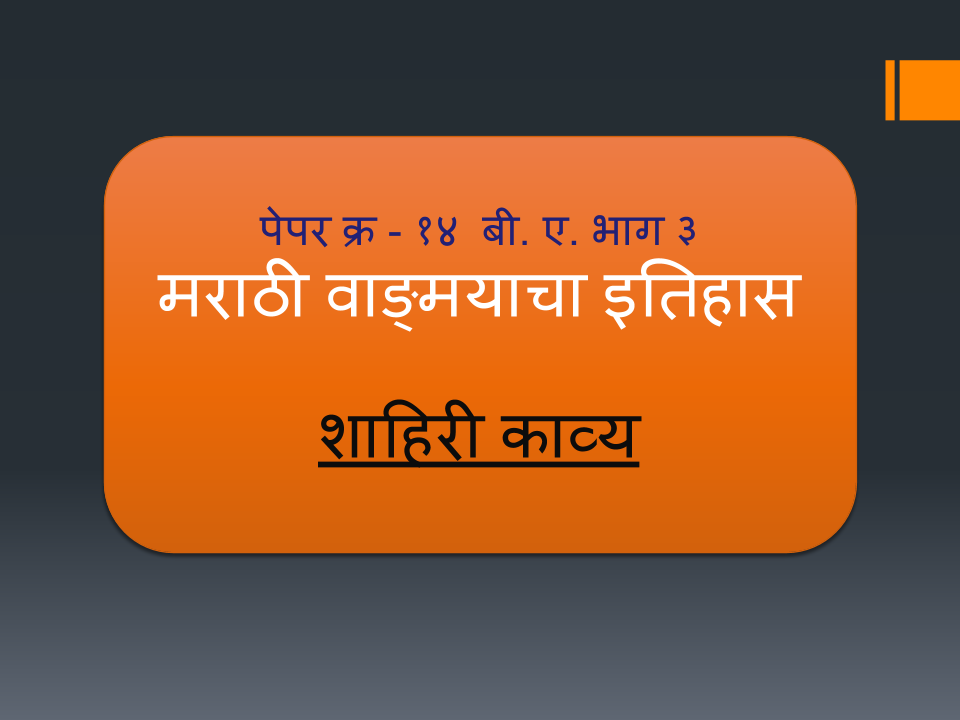 पेपर क्र - १४ बी. ए. भाग ३
मराठी वाङ्‌मयाचा इतिहास
शाहिरी काव्य